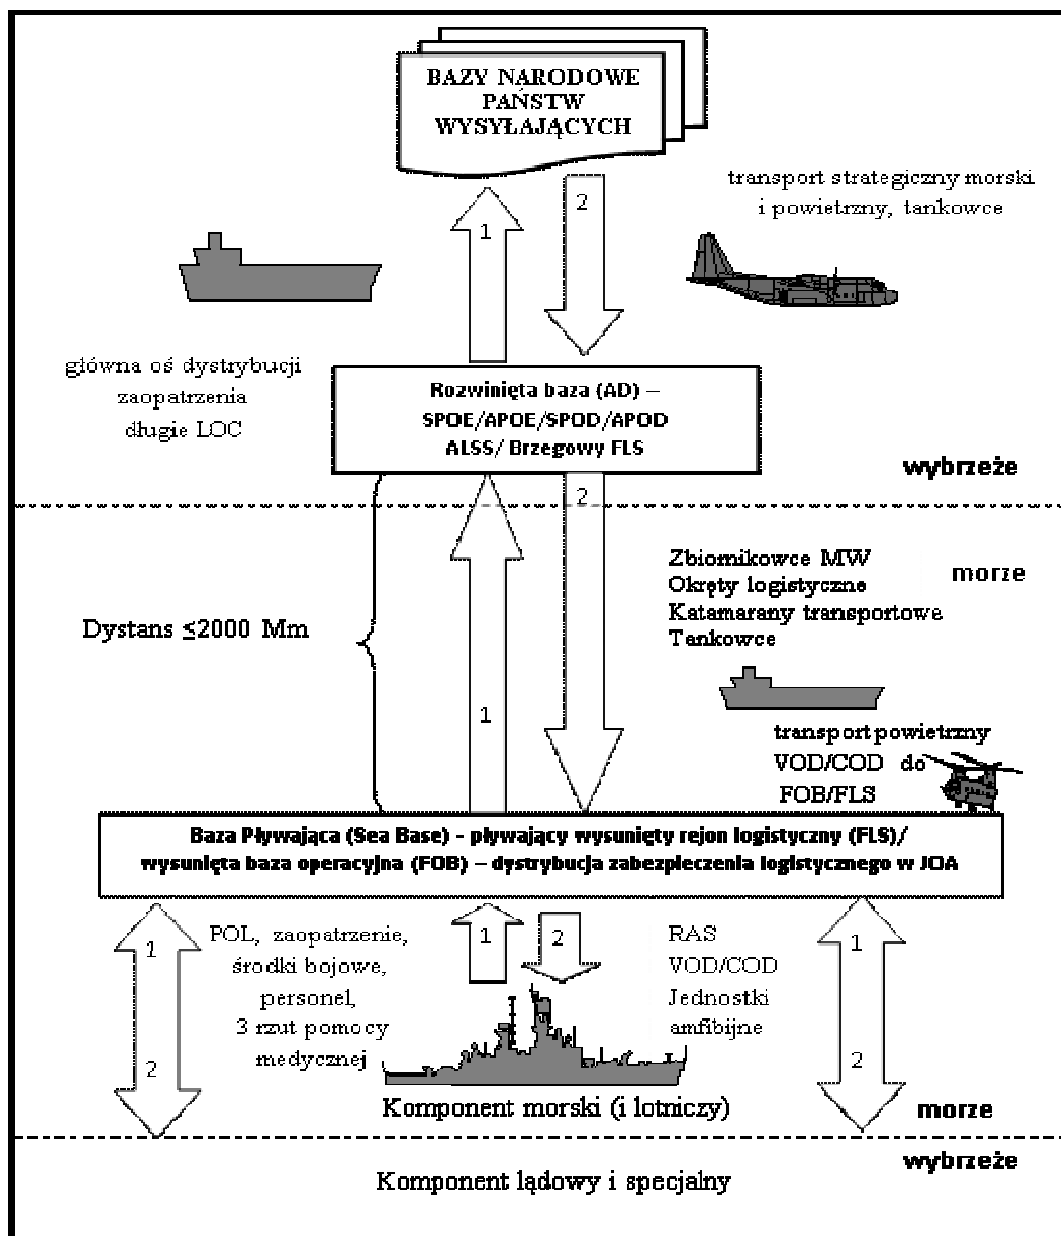 BAZY NARODOWE
PAŃSTW
WYSYŁAJĄCYCH
transport strategiczny morski
i powietrzny, tankowce
1
2
główna oś dystrybucji
zaopatrzenia
długie LOC
Rozwinięta baza (AD) –
SPOE/APOE/SPOD/APOD
ALSS/ Brzegowy FLS
wybrzeże
1
2
Zbiornikowce MW
Okręty logistyczne
Katamarany transportowe
Tankowce
morze
Dystans ≤2000 Mm
1
transport powietrzny
VOD/COD do
FOB/FLS
Baza Pływająca (Sea Base) – pływający wysunięty rejon logistyczny (FLS)/
wysunięta baza operacyjna (FOB) – dystrybucja zabezpieczenia logistycznego w JOA
1
2
POL, zaopatrzenie,
środki bojowe,
personel,
3 rzut pomocy
medycznej
1
2
RAS
VOD/COD
Jednostki
amfibijne
1
2
Komponent morski (i lotniczy)
morze
wybrzeże
Komponent lądowy i specjalny